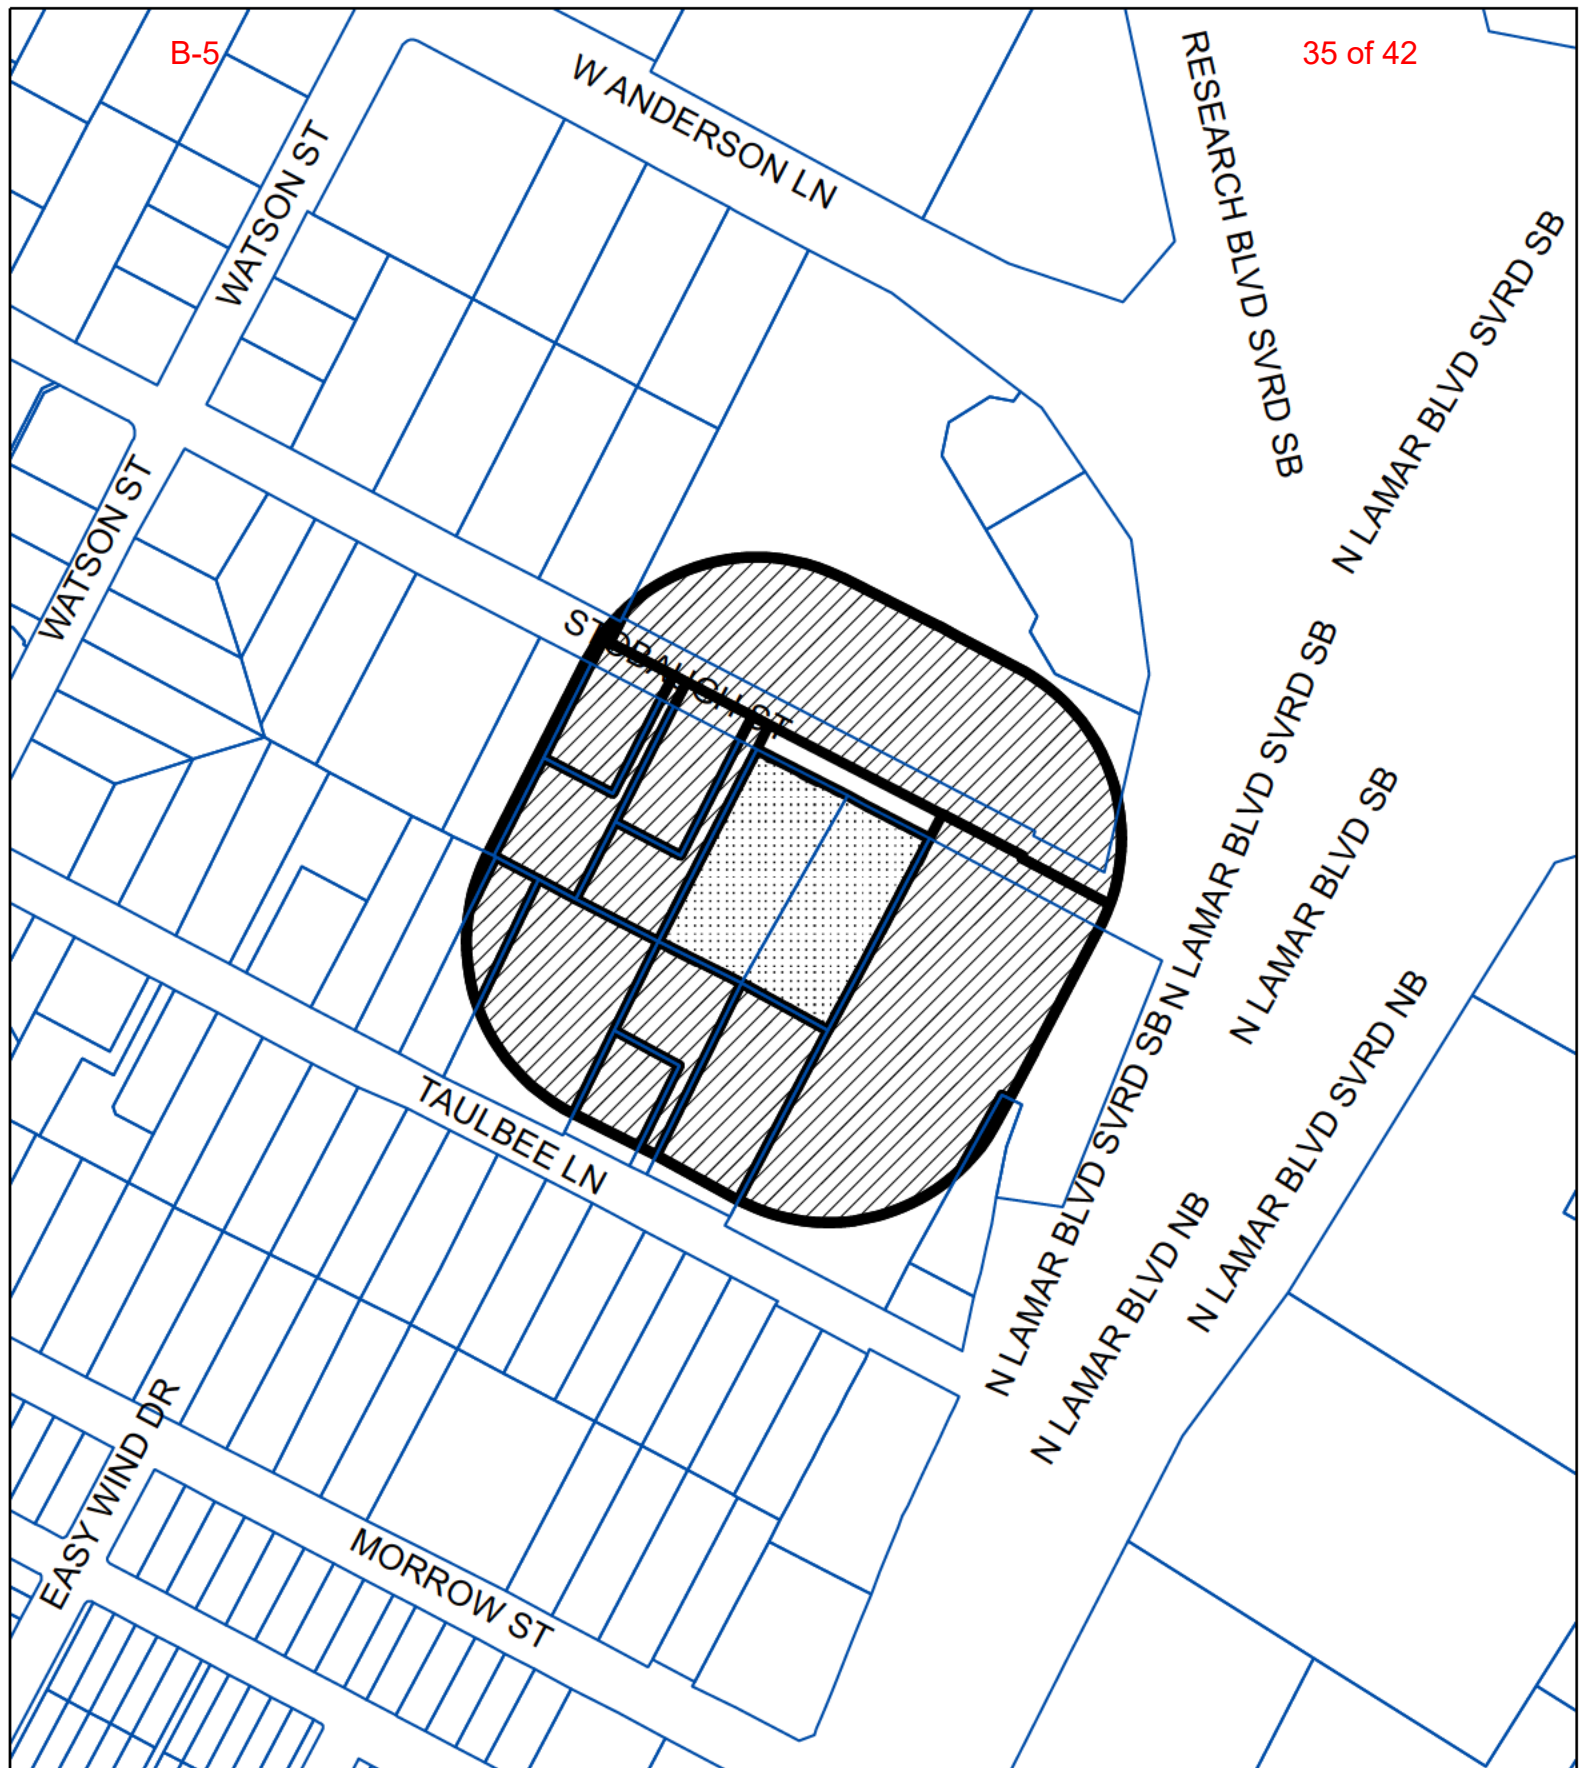 B-5
35 of 42
W ANDERSON LN
RESEARCH BLVD SVRD SB
WATSON ST
N LAMAR BLVD SVRD SB
WATSON ST
STOBAUGH ST
N LAMAR BLVD SVRD SB
N LAMAR BLVD SB
N LAMAR BLVD SVRD NB
N LAMAR BLVD SVRD SB
TAULBEE LN
N LAMAR BLVD NB
EASY WIND DR
MORROW ST